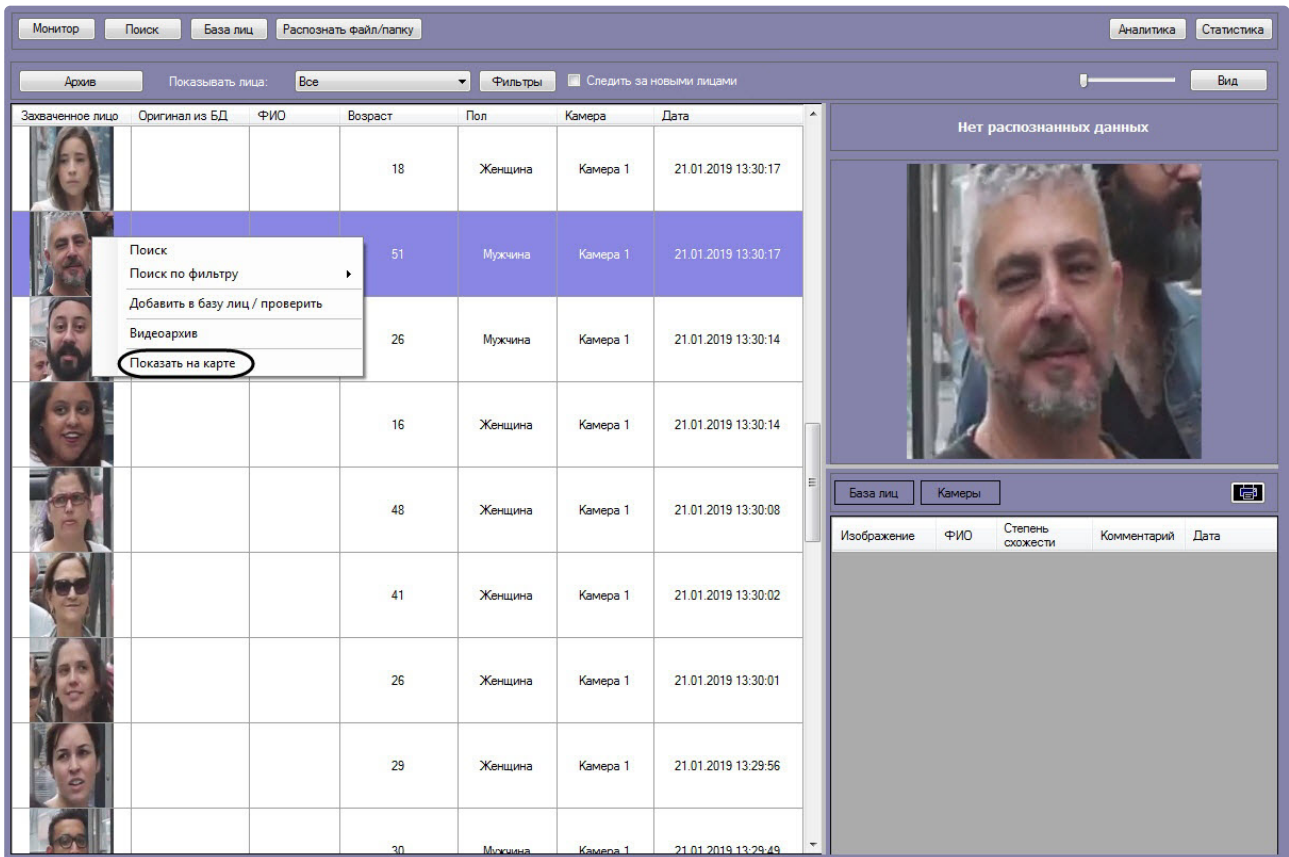 Монитор Поиск База лиц Распознать файл/папку Аналитика Статистика
Архив Показывать лица: Все Фильтры Следить за новыми лицами Вид
Захваченное лицо Оригинал из БД ФИО Возраст Пол Камера Дата
18 Женщина Камера 1 21.01.2019 13:30:17
51 Мужчина Камера 1 21.01.2019 13:30:17
Поиск
Поиск по фильтру
Добавить в базу лиц / проверить
Видеоархив
Показать на карте
26 Мужчина Камера 1 21.01.2019 13:30:14
16 Женщина Камера 1 21.01.2019 13:30:14
48 Женщина Камера 1 21.01.2019 13:30:08
41 Женщина Камера 1 21.01.2019 13:30:02
26 Женщина Камера 1 21.01.2019 13:30:01
29 Женщина Камера 1 21.01.2019 13:29:56
30 Мужчина Камера 1 21.01.2019 13:29:49
Нет распознанных данных
База лиц Камеры
Изображение ФИО Степень схожести Комментарий Дата